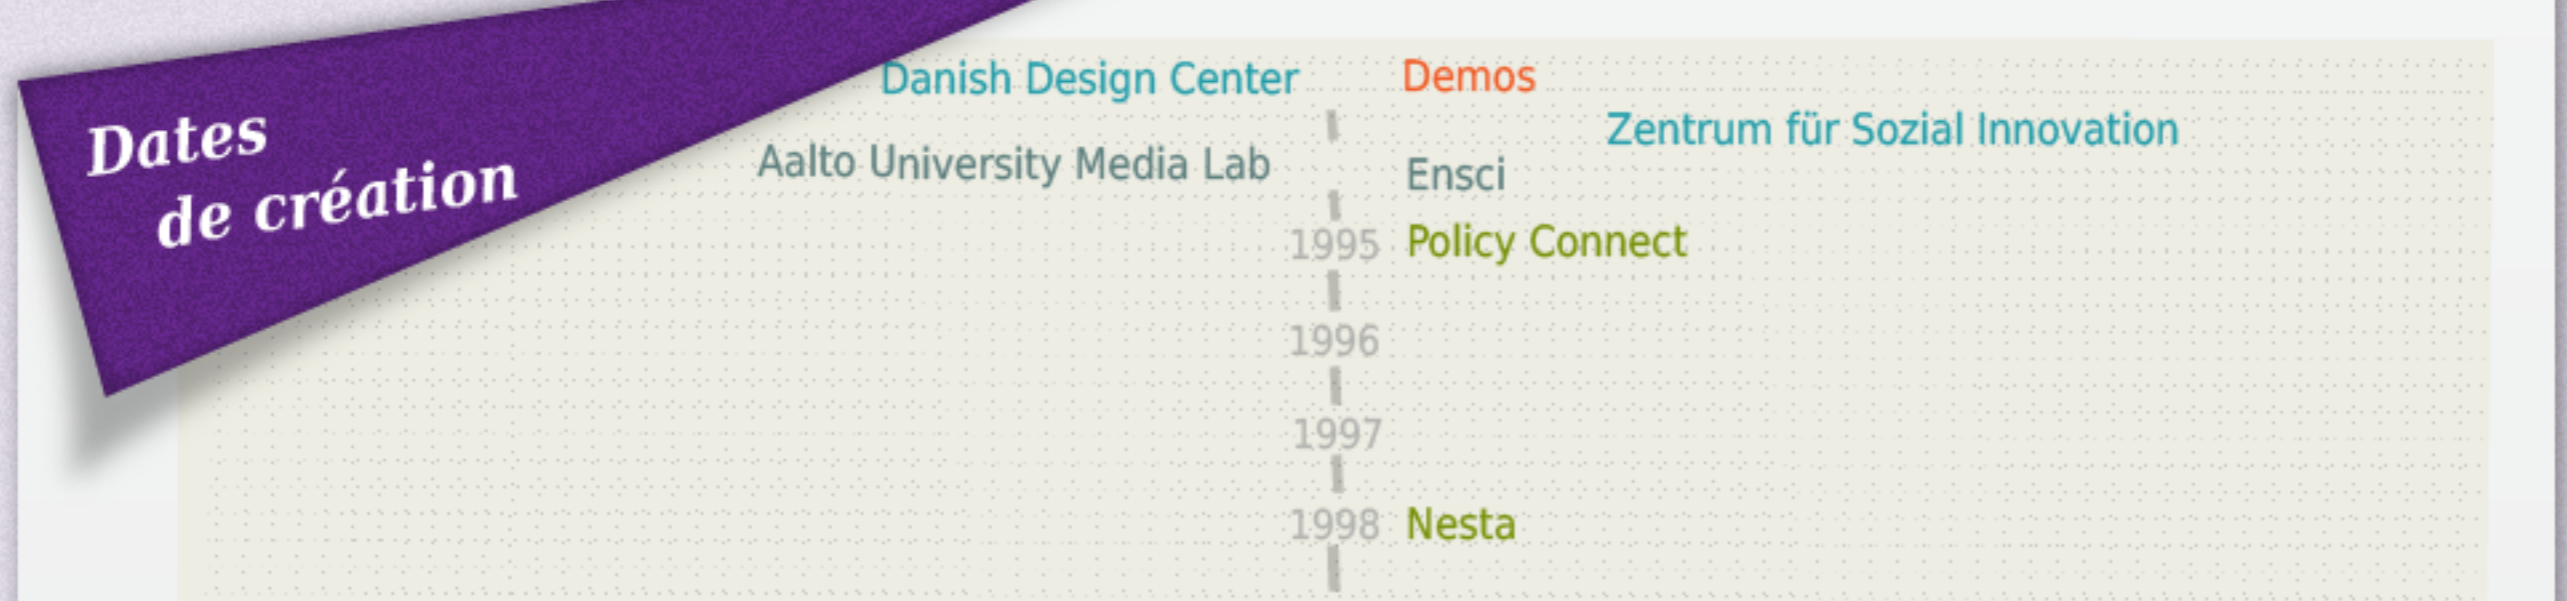 Dates
de création
Danish Design Center
Demos
Zentrum für Sozial Innovation
Aalto University Media Lab
Ensci
1995 Policy Connect
1996
1997
1998 Nesta